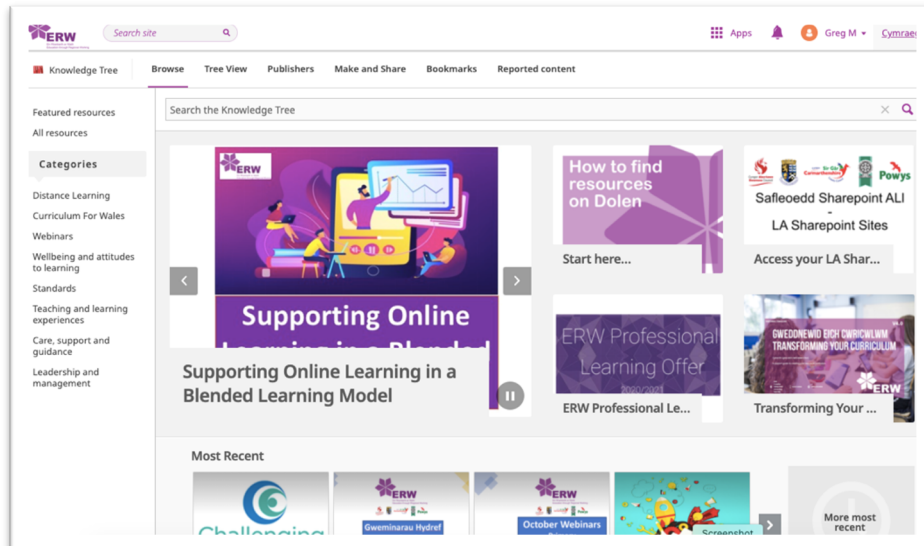 ERW
Search site
Apps
Greg M
Cymraeg
Knowledge Tree
Browse
Tree View
Publishers
Make and Share
Bookmarks
Reported content
Featured resources
All resources
Categories
Distance Learning
Curriculum For Wales
Webinars
Wellbeing and attitudes
to learning
Standards
Teaching and learning
experiences
Care, support and
guidance
Leadership and
management
Search the Knowledge Tree
ERW
Supporting Online
Learning in a Blended
Supporting Online Learning in a
Blended Learning Model
How to find
resources
on Dolen
Start here...
Powys
Safleoedd Sharepoint ALl
-
LA Sharepoint Sites
Access your LA Shar...
ERW Professional
Learning Offer
2020/2021
ERW Professional Le...
GWEDDNEWID EICH CWRICWLWM
TRANSFORMING YOUR CURRICULUM
ERW
Transforming Your ...
Most Recent
Challenging
ERW
Gweminarau Hydref
ERW
October Webinars
Screenshot
More most
recent